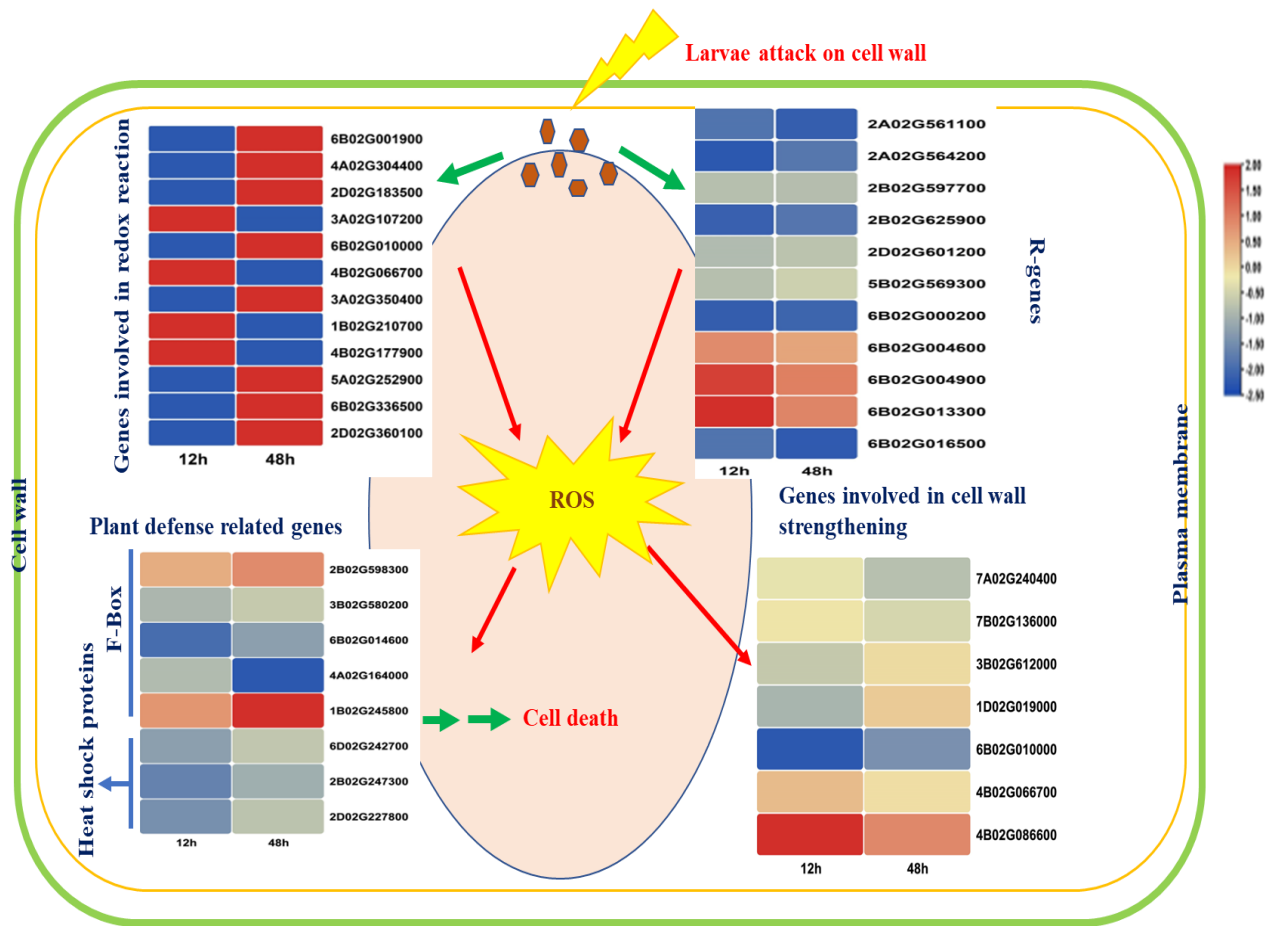 Larvae attack on cell wall
Genes involved in redox reaction
6B02G001900
4A02G304400
2D02G183500
3A02G107200
6B02G010000
4B02G066700
3A02G350400
1B02G210700
4B02G177900
5A02G252900
6B02G336500
2D02G360100
12h 48h
2A02G561100
2A02G564200
2B02G597700
2B02G625900
2D02G601200
5B02G569300
6B02G000200
6B02G004600
6B02G004900
6B02G013300
6B02G016500
12h 48h
R-genes
2.00
1.00
0.50
0.00
-0.50
-1.00
-1.50
-2.00
-2.50
Cell wall
Plasma membrane
ROS
Plant defense related genes
F-Box
Heat shock proteins
2B02G598300
3B02G580200
6B02G014600
4A02G164000
1B02G245800
6D02G242700
2B02G247300
2D02G227800
12h 48h
Cell death
Genes involved in cell wall
strengthening
7A02G240400
7B02G136000
3B02G612000
1D02G019000
6B02G010000
4B02G066700
4B02G086600
12h 48h